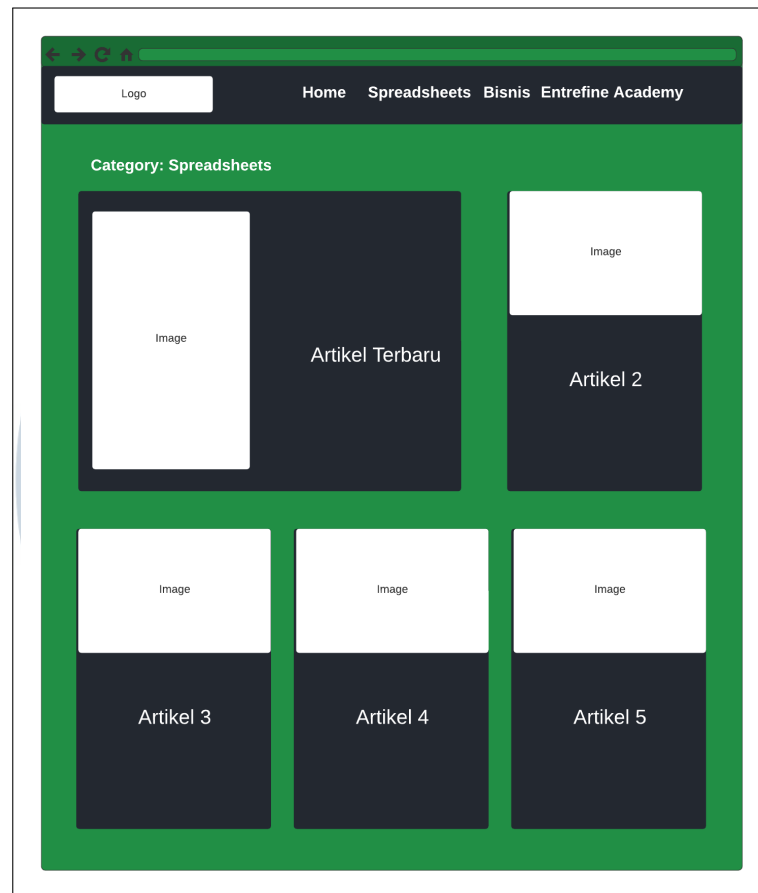 Logo
Home Spreadsheets Bisnis Entrefine Academy
Category: Spreadsheets
Image
Artikel Terbaru
Image
Artikel 2
Image
Artikel 3
Image
Artikel 4
Image
Artikel 5